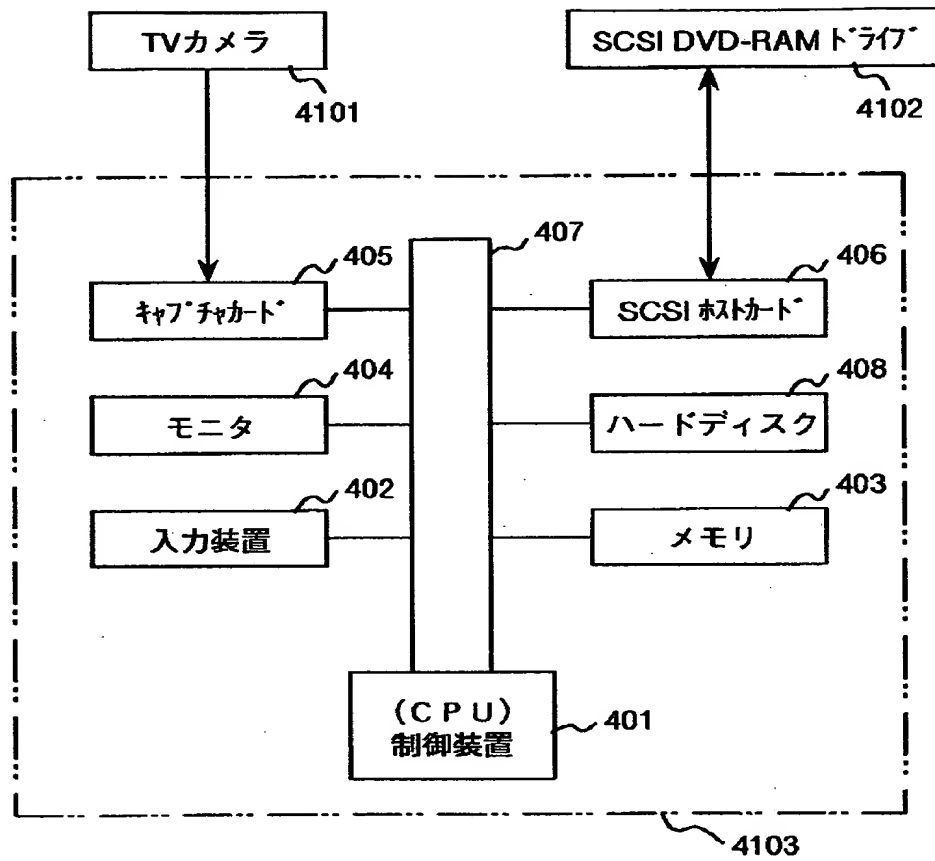 TVカメラ
4101
SCSI DVD-RAM ドライブ
4102
407
405
キャプチャカード
406
SCSI ホストカード
404
モニタ
408
ハードディスク
402
入力装置
403
メモリ
(CPU)
制御装置
401
4103